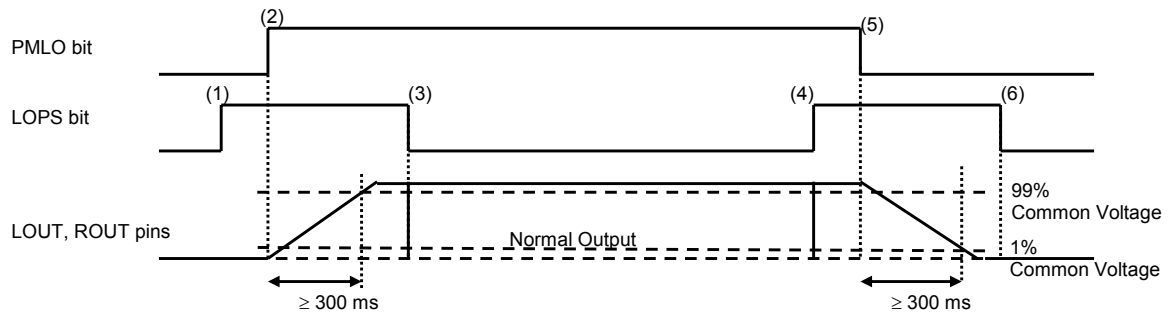 (2)
(5)
PMLO bit
(1)
(3)
(4)
(6)
LOPS bit
99%
Common Voltage
LOUT, ROUT pins
Normal Output
1%
Common Voltage
≥ 300 ms
≥ 300 ms